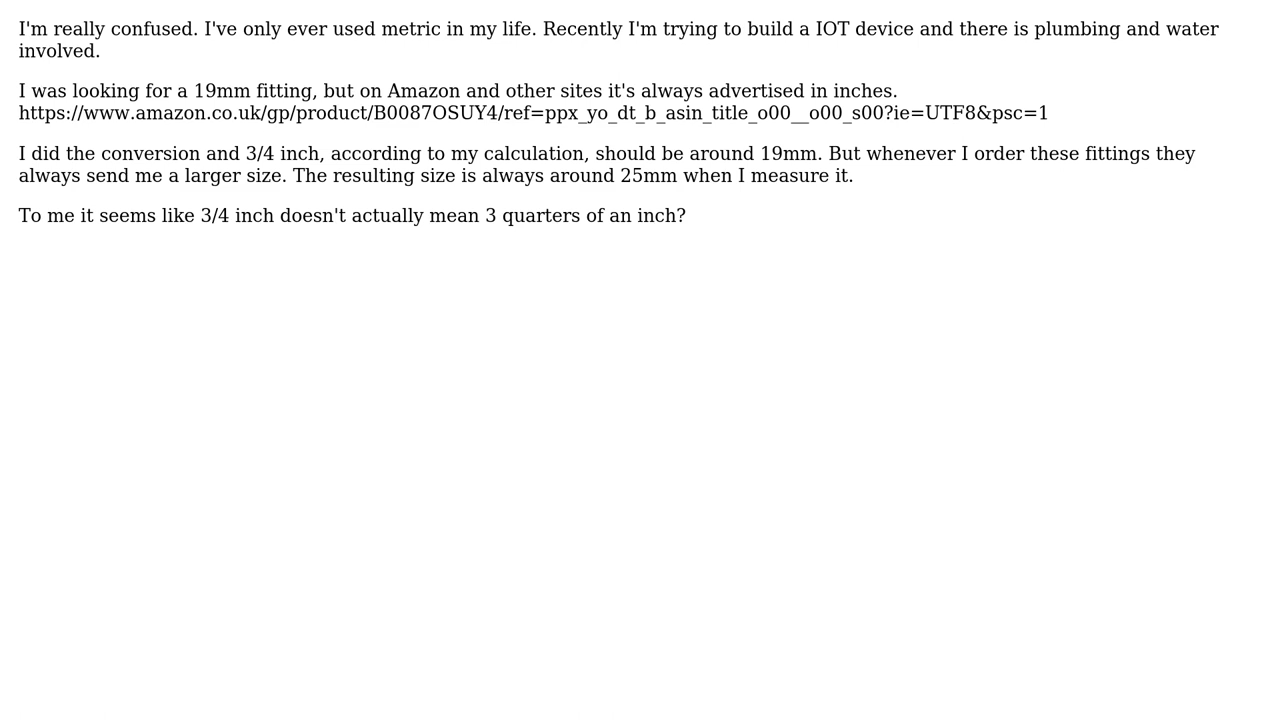 I'm really confused. I've only ever used metric in my life. Recently I'm trying to build a IOT device and there is plumbing and water
involved.
I was looking for a 19mm fitting, but on Amazon and other sites it's always advertised in inches.
https://www.amazon.co.uk/gp/product/B0087OSUY4/ref=ppx_yo_dt_b_asin_title_o00__o00_s00?ie=UTF8&psc=1
I did the conversion and 3/4 inch, according to my calculation, should be around 19mm. But whenever I order these fittings they
always send me a larger size. The resulting size is always around 25mm when I measure it.
To me it seems like 3/4 inch doesn't actually mean 3 quarters of an inch?